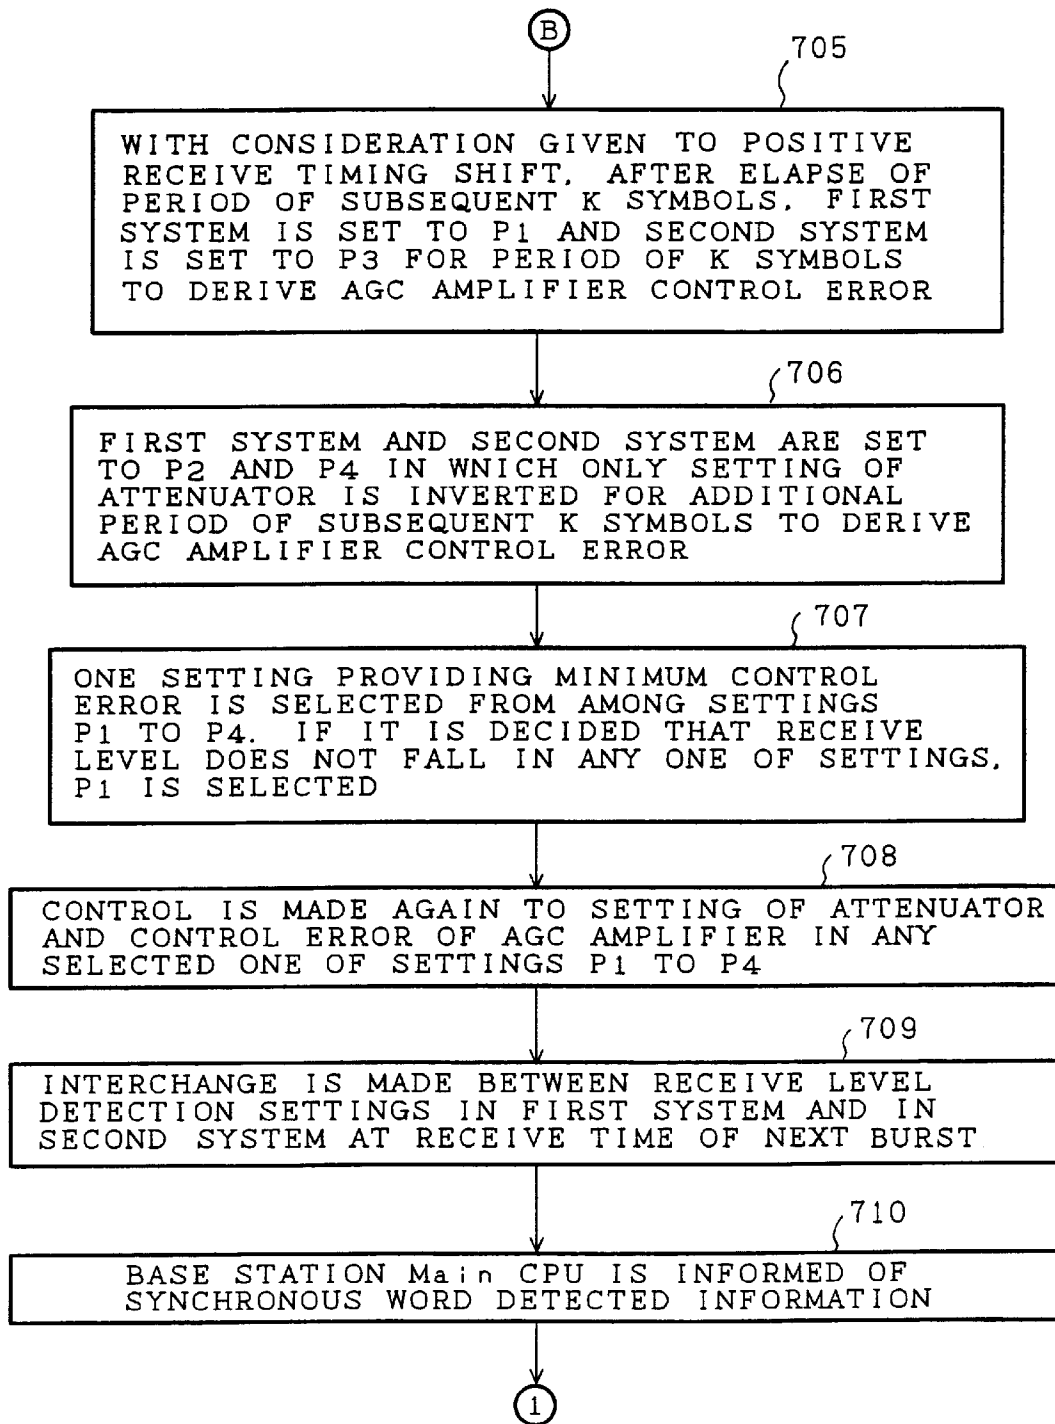 B
705
WITH CONSIDERATION GIVEN TO POSITIVE
RECEIVE TIMING SHIFT, AFTER ELAPSE OF
PERIOD OF SUBSEQUENT K SYMBOLS, FIRST
SYSTEM IS SET TO P1 AND SECOND SYSTEM
IS SET TO P3 FOR PERIOD OF K SYMBOLS
TO DERIVE AGC AMPLIFIER CONTROL ERROR
706
FIRST SYSTEM AND SECOND SYSTEM ARE SET
TO P2 AND P4 IN WNICH ONLY SETTING OF
ATTENUATOR IS INVERTED FOR ADDITIONAL
PERIOD OF SUBSEQUENT K SYMBOLS TO DERIVE
AGC AMPLIFIER CONTROL ERROR
707
ONE SETTING PROVIDING MINIMUM CONTROL
ERROR IS SELECTED FROM AMONG SETTINGS
P1 TO P4. IF IT IS DECIDED THAT RECEIVE
LEVEL DOES NOT FALL IN ANY ONE OF SETTINGS,
P1 IS SELECTED
708
CONTROL IS MADE AGAIN TO SETTING OF ATTENUATOR
AND CONTROL ERROR OF AGC AMPLIFIER IN ANY
SELECTED ONE OF SETTINGS P1 TO P4
709
INTERCHANGE IS MADE BETWEEN RECEIVE LEVEL
DETECTION SETTINGS IN FIRST SYSTEM AND IN
SECOND SYSTEM AT RECEIVE TIME OF NEXT BURST
710
BASE STATION Main CPU IS INFORMED OF
SYNCHRONOUS WORD DETECTED INFORMATION
1